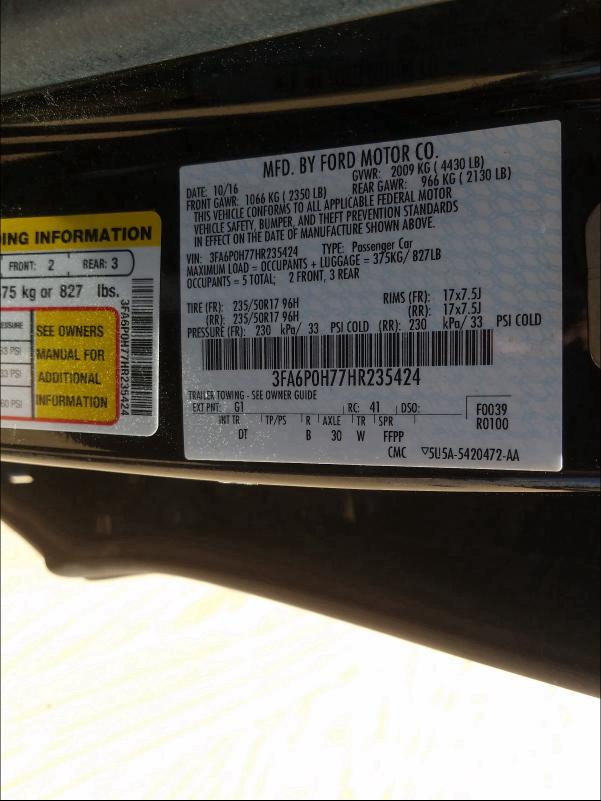 MFD. BY FORD MOTOR CO.
DATE: 10/16 GVWR: 2009 KG (4430 LB)
FRONT GAWR: 1066 KG (2350 LB) REAR GAWR: 966 KG (2130 LB)
THIS VEHICLE CONFORMS TO ALL APPLICABLE FEDERAL MOTOR
VEHICLE SAFETY, BUMPER, AND THEFT PREVENTION STANDARDS
IN EFFECT ON THE DATE OF MANUFACTURE SHOWN ABOVE.
VIN: 3FA6P0H77HR235424 TYPE: Passenger Car
MAXIMUM LOAD = OCCUPANTS + LUGGAGE = 375KG/ 827LB
OCCUPANTS = 5 TOTAL; 2 FRONT, 3 REAR
TIRE (FR): 235/50R17 96H RIMS (FR): 17x7.5J
(RR): 235/50R17 96H (RR): 17x7.5J
PRESSURE (FR): 230 kPa/ 33 PSI COLD (RR): 230 kPa/ 33 PSI COLD
3FA6P0H77HR235424
TRAILER TOWING - SEE OWNER GUIDE
EXT PNT: G1 RC: 41 DSO: F0039
R0100
INT TR TP/PS R AXLE TR SPR
DT B 30 W FFPP
CMC ▽5U5A-5420472-AA
ING INFORMATION
FRONT: 2 REAR: 3
75 kg or 827 lbs.
SEE OWNERS
MANUAL FOR
ADDITIONAL
INFORMATION
33 PSI
33 PSI
60 PSI
3FA6P0H77HR235424